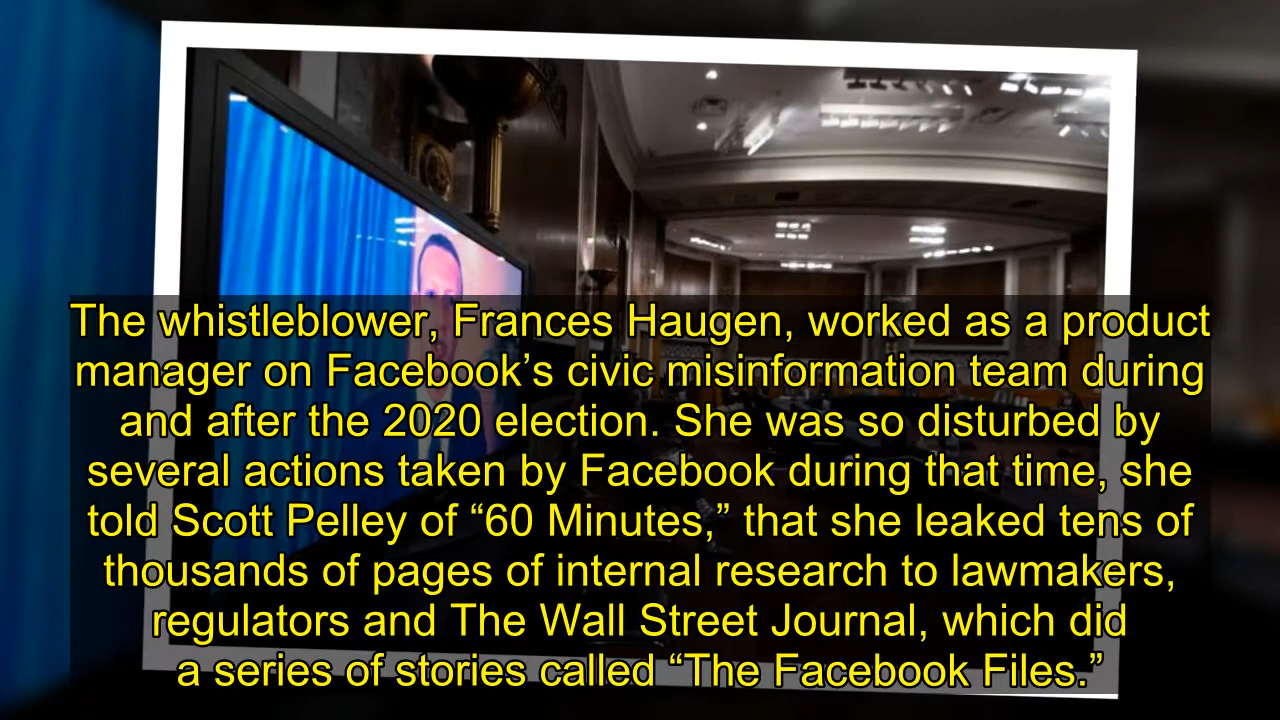 The whistleblower, Frances Haugen, worked as a product
manager on Facebook’s civic misinformation team during
and after the 2020 election. She was so disturbed by
several actions taken by Facebook during that time, she
told Scott Pelley of “60 Minutes,” that she leaked tens of
thousands of pages of internal research to lawmakers,
regulators and The Wall Street Journal, which did
a series of stories called “The Facebook Files.”